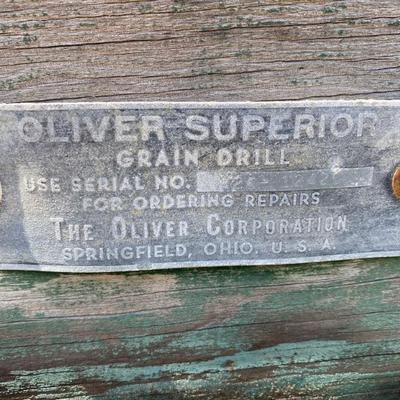 OLIVER SUPERIOR
GRAIN DRILL
USE SERIAL NO.
FOR ORDERING REPAIRS
THE OLIVER CORPORATION
SPRINGFIELD, OHIO, U. S. A.